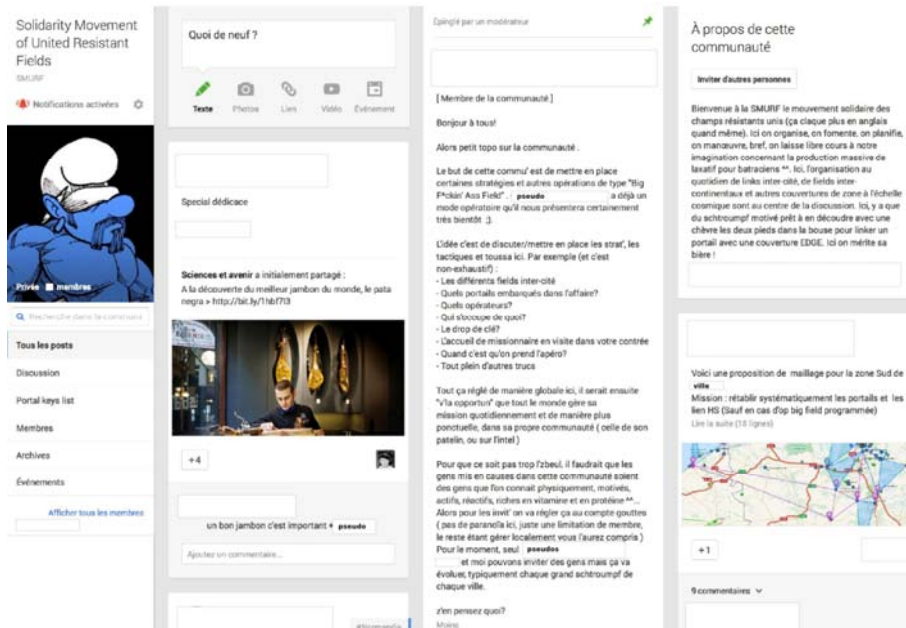 Solidarity Movement
of United Resistant
Fields
SMURF
Notifications activées
Privée
membres
Recherche dans la communa
Tous les posts
Discussion
Portal keys list
Membres
Archives
Événements
Afficher tous les membres
Quoi de neuf ?
Texte
Photos
Lien
Vidéo
Événement
Special dédicace
Sciences et avenir a initialement partagé :
A la découverte du meilleur jambon du monde, le pata
negra > http://bit.ly/1hbf7I3
+4
un bon jambon c'est important + pseudo
Ajoutez un commentaire...
#Normandie
Epinglé par un modérateur
[ Membre de la communauté ]
Bonjour à tous!
Alors petit topo sur la communauté .
Le but de cette commu' est de mettre en place
certaines stratégies et autres opérations de type "Big
F*ckin' Ass Field" . pseudo a déjà un
mode opératoire qu'il nous présentera certainement
très bientôt ;).
L'idée c'est de discuter/mettre en place les strat', les
tactiques et toussa ici. Par exemple (et c'est
non-exhaustif) :
- Les différents fields inter-cité
- Quels portails embarqués dans l'affaire?
- Quels opérateurs?
- Qui s'occupe de quoi?
- Le drop de clé?
- L'accueil de missionnaire en visite dans votre contrée
- Quand c'est qu'on prend l'apéro?
- Tout plein d'autres trucs
Tout ça réglé de manière globale ici, il serait ensuite
"v'la opportun" que tout le monde gère sa
mission quotidiennement et de manière plus
ponctuelle, dans sa propre communauté ( celle de son
patelin, ou sur l'intel )
Pour que ce soit pas trop l'zbeul, il faudrait que les
gens mis en causes dans cette communauté soient
des gens que l'on connait physiquement, motivés,
actifs, réactifs, riches en vitamine et en protéine ^^...
Alors pour les invit' on va régler ça au compte gouttes
( pas de paranoïa ici, juste une limitation de membre,
le reste étant gérer localement vous l'aurez compris )
Pour le moment, seul pseudos
et moi pouvons inviter des gens mais ça va
évoluer, typiquement chaque grand schtroumpf de
chaque ville.
z'en pensez quoi?
Moins
À propos de cette
communauté
Inviter d'autres personnes
Bienvenue à la SMURF le mouvement solidaire des
champs résistants unis (ça claque plus en anglais
quand même). Ici on organise, on fomente, on planifie,
on manœuvre, bref, on laisse libre cours à notre
imagination concernant la production massive de
laxatif pour batraciens ^^. Ici, l'organisation au
quotidien de links inter-cité, de fields inter-
continentaux et autres couvertures de zone à l'échelle
cosmique sont au centre de la discussion. Ici, y a que
du schtroumpf motivé prêt à en découdre avec une
chèvre les deux pieds dans la bouse pour linker un
portail avec une couverture EDGE. Ici on mérite sa
bière !
Voici une proposition de maillage pour la zone Sud de
ville
Mission : rétablir systématiquement les portails et les
lien HS (Sauf en cas d'op big field programmée)
Lire la suite (18 lignes)
+1
9 commentaires